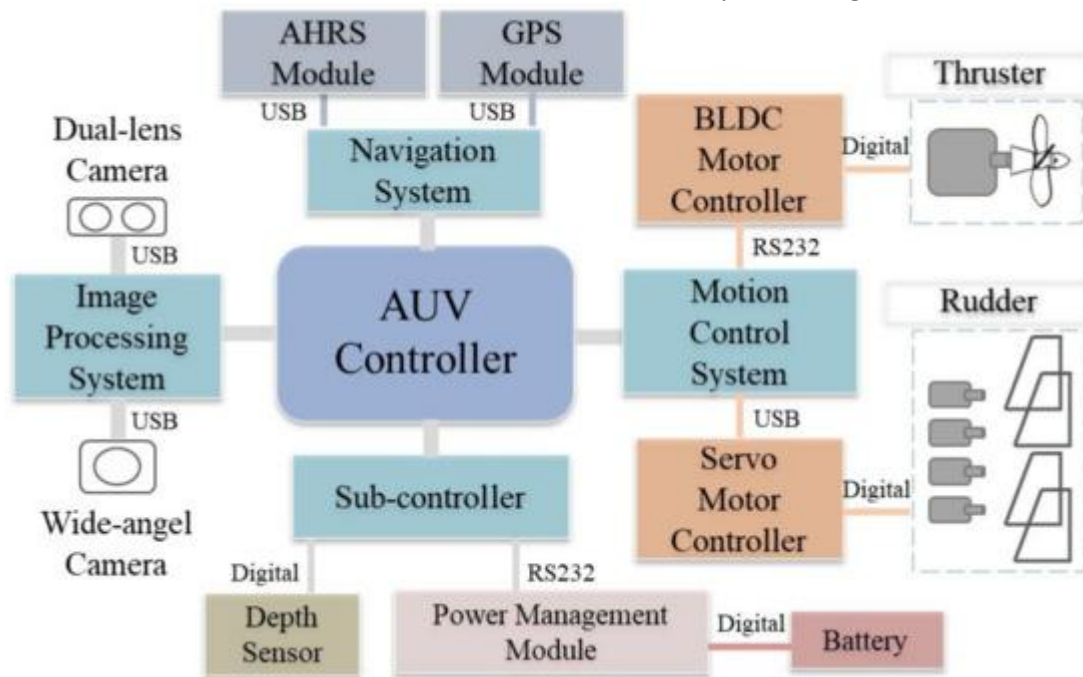 AHRS
Module
GPS
Module
USB
USB
Navigation
System
Dual-lens
Camera
USB
Image
Processing
System
USB
Wide-angel
Camera
AUV
Controller
Sub-controller
Digital
RS232
Depth
Sensor
Power Management
Module
Digital
Battery
BLDC
Motor
Controller
Digital
Thruster
RS232
Motion
Control
System
USB
Servo
Motor
Controller
Digital
Rudder